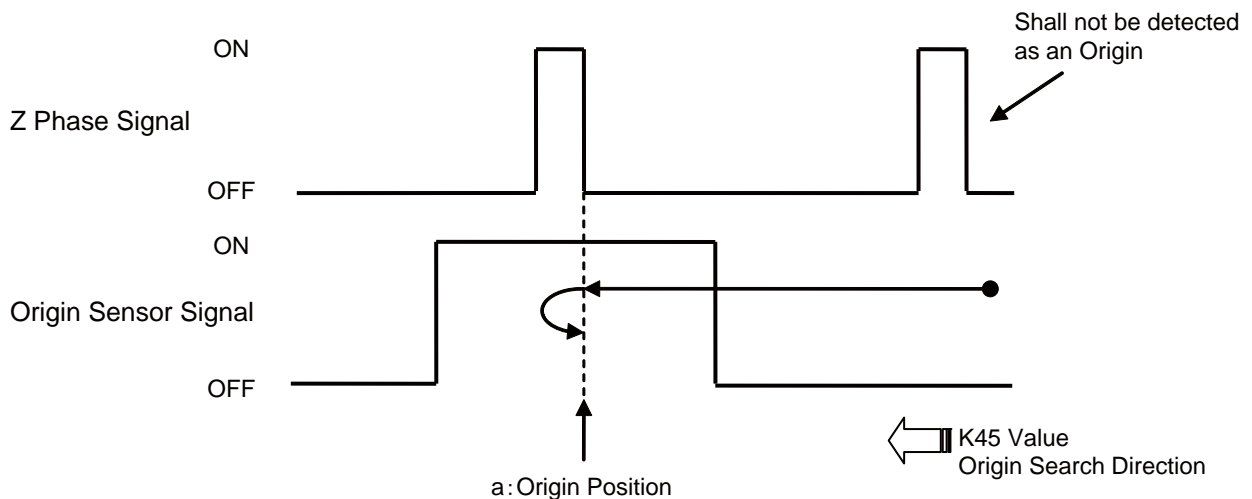 Shall not be detected
as an Origin
ON
Z Phase Signal
OFF
ON
Origin Sensor Signal
OFF
K45 Value
Origin Search Direction
a:Origin Position